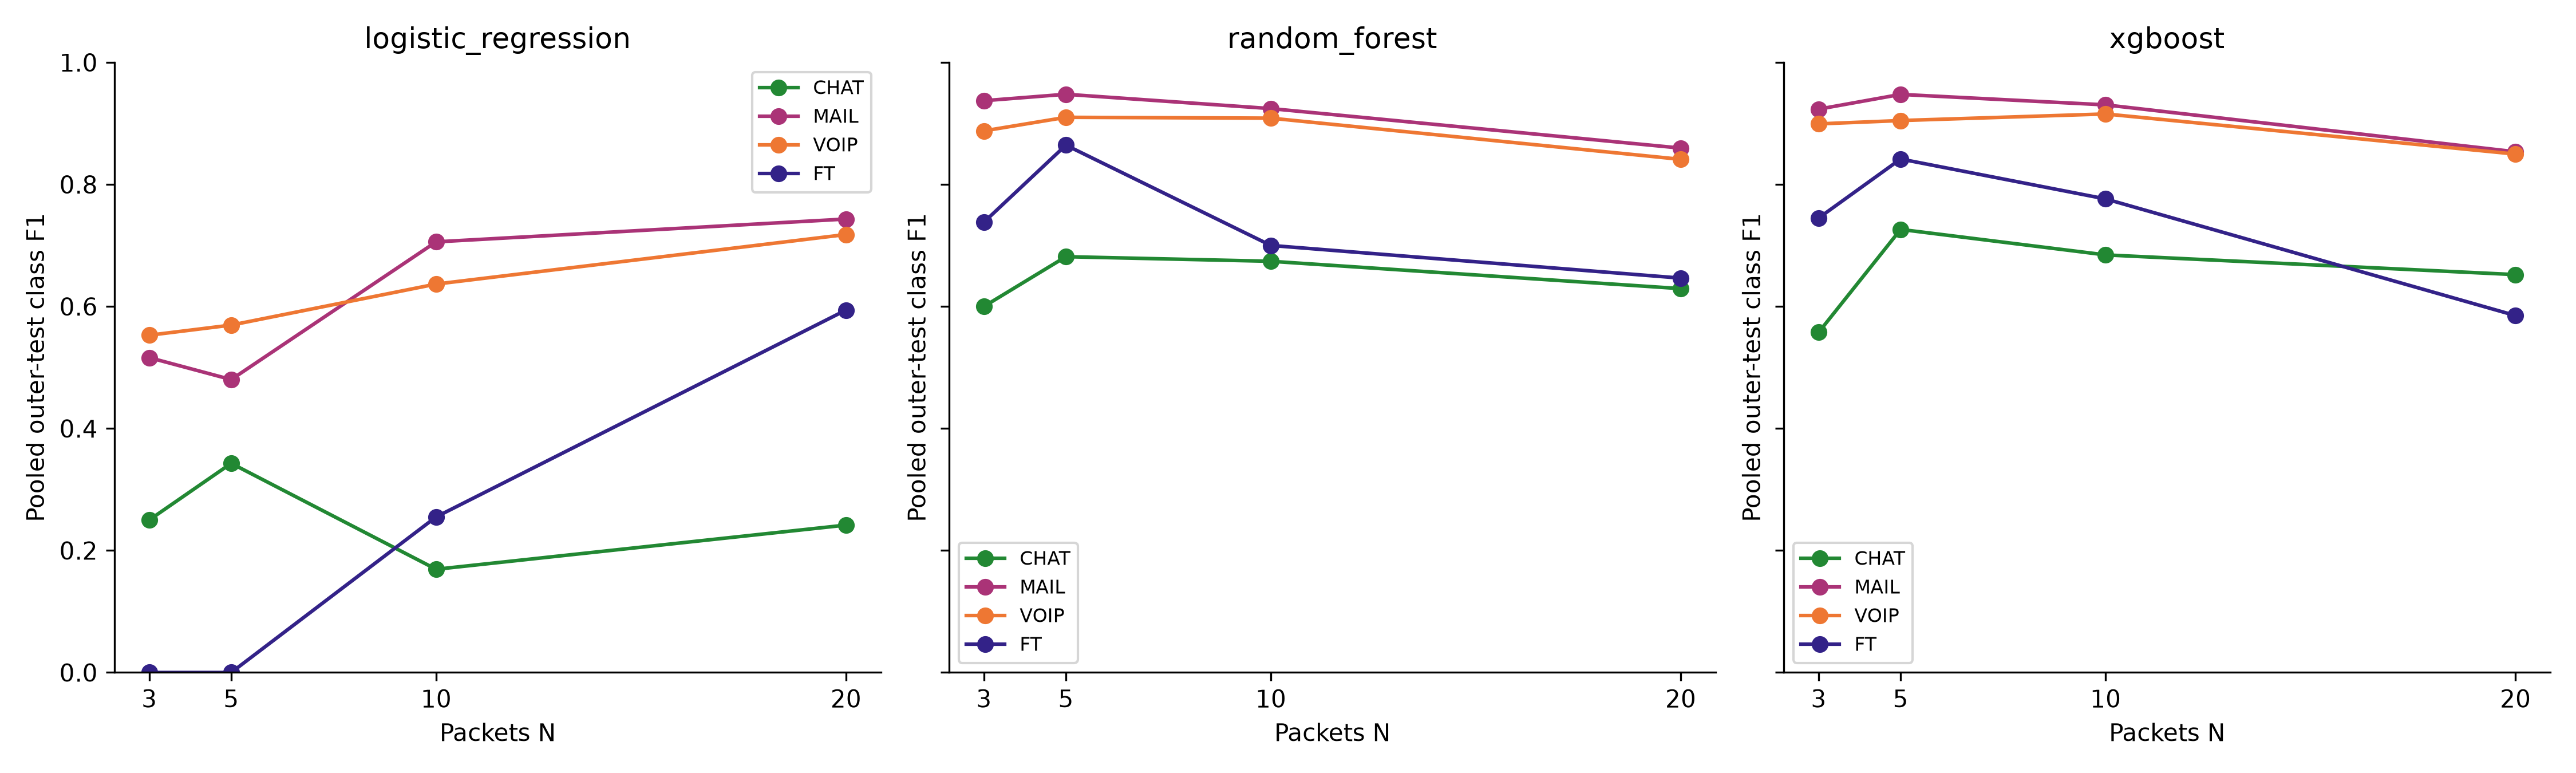 logistic_regression
Pooled outer-test class F1
1.0
0.8
0.6
0.4
0.2
0.0
CHAT
MAIL
VOIP
FT
3 5 10 20
Packets N
random_forest
Pooled outer-test class F1
CHAT
MAIL
VOIP
FT
3 5 10 20
Packets N
xgboost
Pooled outer-test class F1
CHAT
MAIL
VOIP
FT
3 5 10 20
Packets N